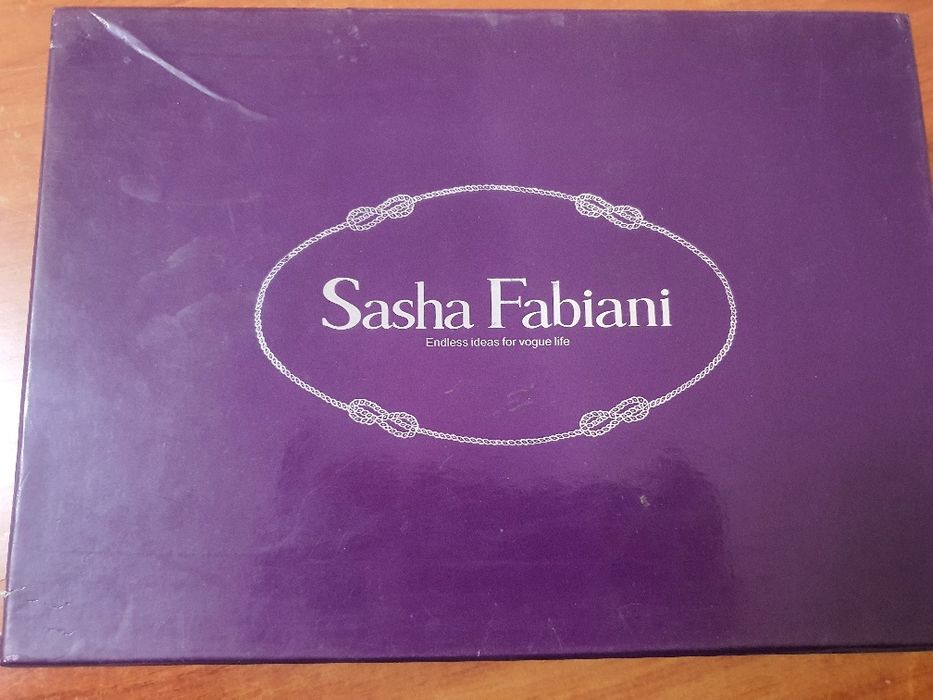 Sasha Fabiani
Endless ideas for vogue life